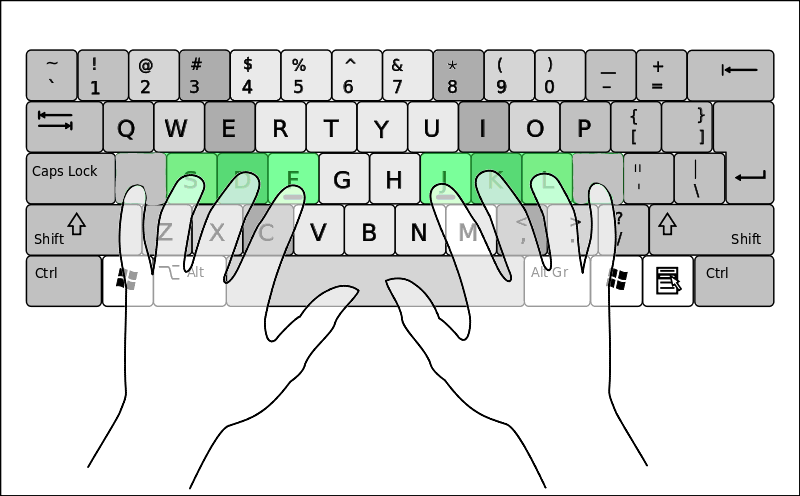 ~ ! @ # $ % ^ & * ( ) _ +
` 1 2 3 4 5 6 7 8 9 0 - =
Q W E R T Y U I O P { }
[ ]
Caps Lock S D F G H J K L " |
' \
Shift Z X C V B N M < > ? Shift
, . /
Ctrl Alt Alt Gr Ctrl